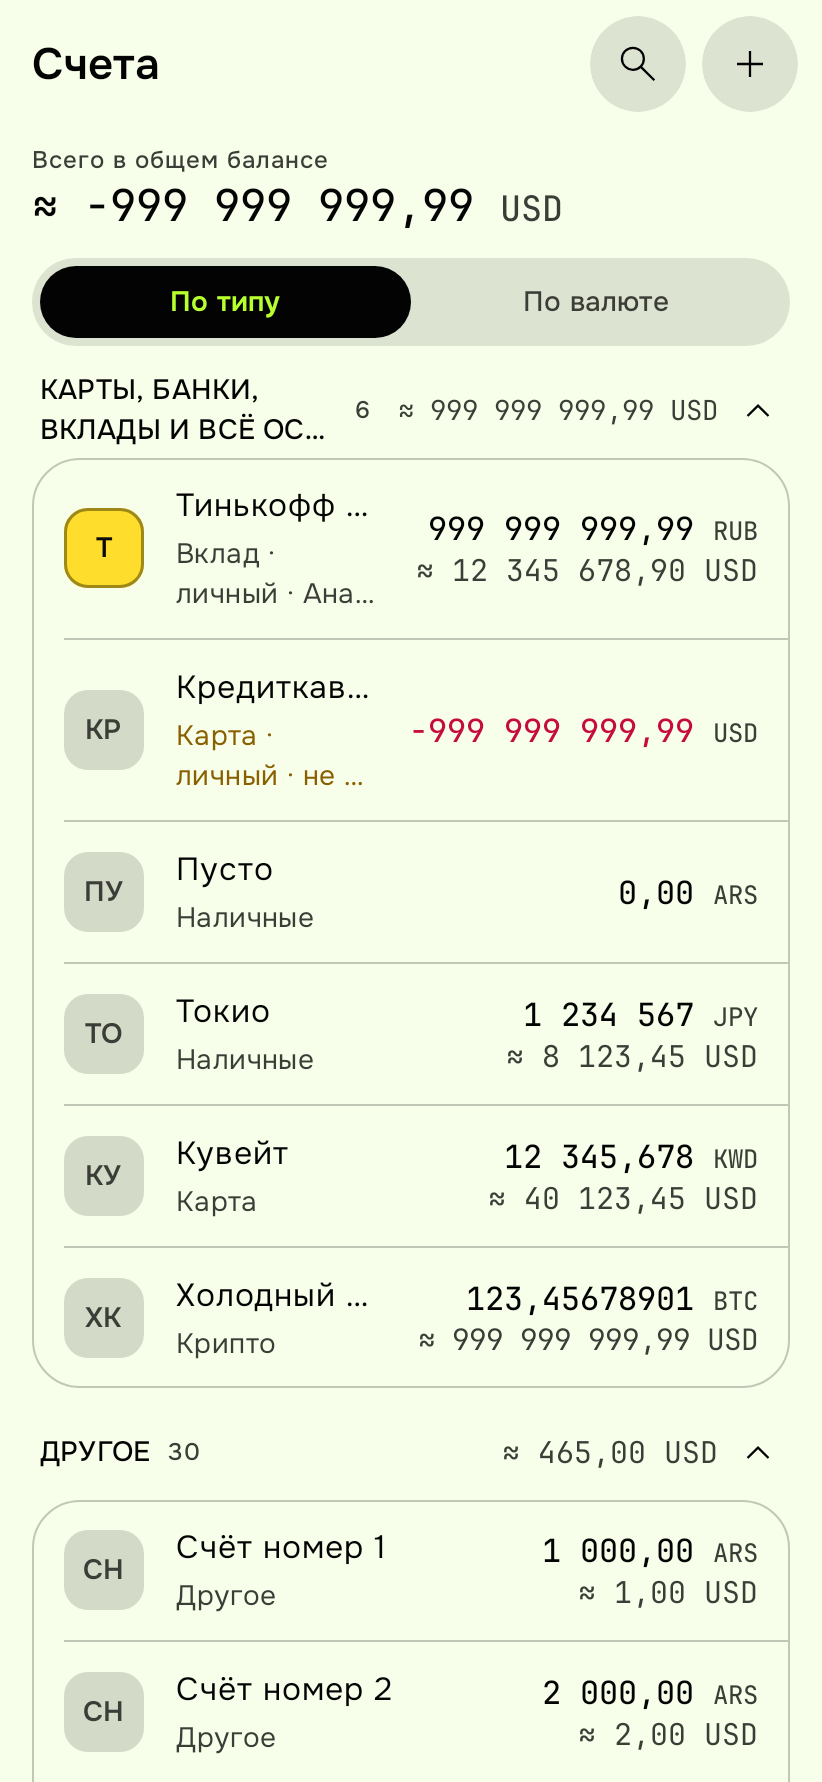 Счета
Всего в общем балансе
≈ -999 999 999,99 USD
По типу По валюте
КАРТЫ, БАНКИ,
ВКЛАДЫ И ВСЁ ОС... 6 ≈ 999 999 999,99 USD
Т
Тинькофф ...
Вклад ·
личный · Ана...
999 999 999,99 RUB
≈ 12 345 678,90 USD
КР
Кредиткав...
Карта ·
личный · не ...
-999 999 999,99 USD
ПУ
Пусто
Наличные
0,00 ARS
ТО
Токио
Наличные
1 234 567 JPY
≈ 8 123,45 USD
КУ
Кувейт
Карта
12 345,678 KWD
≈ 40 123,45 USD
ХК
Холодный ...
Крипто
123,45678901 BTC
≈ 999 999 999,99 USD
ДРУГОЕ 30 ≈ 465,00 USD
СН
Счёт номер 1
Другое
1 000,00 ARS
≈ 1,00 USD
СН
Счёт номер 2
Другое
2 000,00 ARS
≈ 2,00 USD